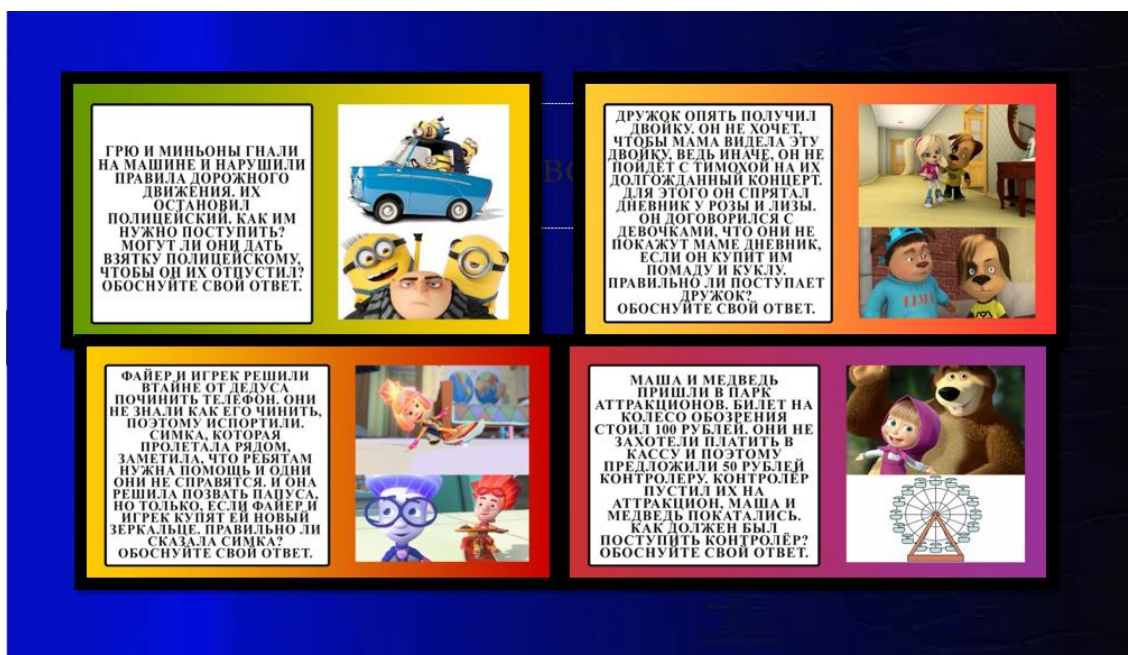 ГРЮ И МИНЬОНЫ ГНАЛИ
НА МАШИНЕ И НАРУШИЛИ
ПРАВИЛА ДОРОЖНОГО
ДВИЖЕНИЯ. ИХ
ОСТАНОВИЛ
ПОЛИЦЕЙСКИЙ. КАК ИМ
НУЖНО ПОСТУПИТЬ?
МОГУТ ЛИ ОНИ ДАТЬ
ВЗЯТКУ ПОЛИЦЕЙСКОМУ,
ЧТОБЫ ОН ИХ ОТПУСТИЛ?
ОБОСНУЙТЕ СВОЙ ОТВЕТ.
ДРУЖОК ОПЯТЬ ПОЛУЧИЛ
ДВОЙКУ. ОН НЕ ХОЧЕТ,
ЧТОБЫ МАМА ВИДЕЛА ЭТУ
ДВОЙКУ, ВЕДЬ ИНАЧЕ, ОН НЕ
ПОЙДЁТ С ТИМОХОЙ НА ИХ
ДОЛГОЖДАННЫЙ КОНЦЕРТ.
ДЛЯ ЭТОГО ОН СПРЯТАЛ
ДНЕВНИК У РОЗЫ И ЛИЗЫ.
ОН ДОГОВОРИЛСЯ С
ДЕВОЧКАМИ, ЧТО ОНИ НЕ
ПОКАЖУТ МАМЕ ДНЕВНИК,
ЕСЛИ ОН КУПИТ ИМ
ПОМАДУ И КУКЛУ.
ПРАВИЛЬНО ЛИ ПОСТУПАЕТ
ДРУЖОК?
ОБОСНУЙТЕ СВОЙ ОТВЕТ.
TIMA
ФАЙЕР И ИГРЕК РЕШИЛИ
ВТАЙНЕ ОТ ДЕДУСА
ПОЧИНИТЬ ТЕЛЕФОН. ОНИ
НЕ ЗНАЛИ КАК ЕГО ЧИНИТЬ,
ПОЭТОМУ ИСПОРТИЛИ.
СИМКА, КОТОРАЯ
ПРОЛЕТАЛА РЯДОМ,
ЗАМЕТИЛА, ЧТО РЕБЯТАМ
НУЖНА ПОМОЩЬ И ОДНИ
ОНИ НЕ СПРАВЯТСЯ. И ОНА
РЕШИЛА ПОЗВАТЬ ПАПУСА,
НО ТОЛЬКО, ЕСЛИ ФАЙЕР И
ИГРЕК КУПЯТ ЕЙ НОВЫЙ
ЗЕРКАЛЬЦЕ. ПРАВИЛЬНО ЛИ
СКАЗАЛА СИМКА?
ОБОСНУЙТЕ СВОЙ ОТВЕТ.
МАША И МЕДВЕДЬ
ПРИШЛИ В ПАРК
АТТРАКЦИОНОВ. БИЛЕТ НА
КОЛЕСО ОБОЗРЕНИЯ
СТОИЛ 100 РУБЛЕЙ. ОНИ НЕ
ЗАХОТЕЛИ ПЛАТИТЬ В
КАССУ И ПОЭТОМУ
ПРЕДЛОЖИЛИ 50 РУБЛЕЙ
КОНТРОЛЕРУ. КОНТРОЛЁР
ПУСТИЛ ИХ НА
АТТРАКЦИОН, МАША И
МЕДВЕДЬ ПОКАТАЛИСЬ.
КАК ДОЛЖЕН БЫЛ
ПОСТУПИТЬ КОНТРОЛЁР?
ОБОСНУЙТЕ СВОЙ ОТВЕТ.